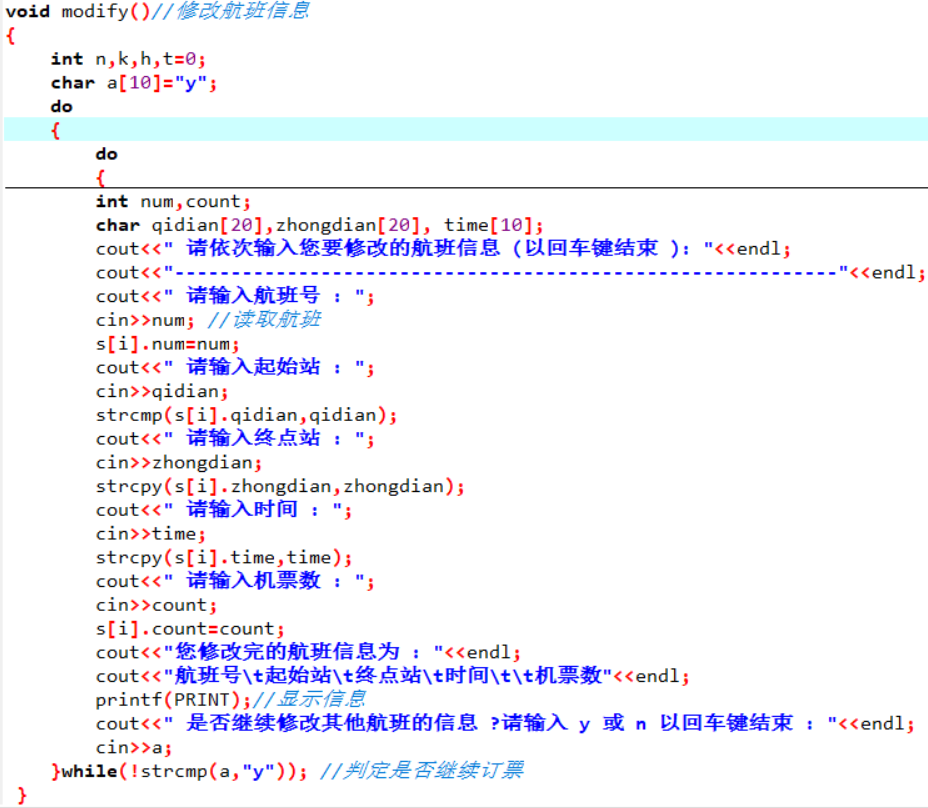 void modify()//修改航班信息
{
    int n,k,h,t=0;
    char a[10]="y";
    do
    {
        do
        {
        int num,count;
        char qidian[20],zhongdian[20], time[10];
        cout<<" 请依次输入您要修改的航班信息 (以回车键结束 ): "<<endl;
        cout<<"--------------------------------------------------------------"<<endl;
        cout<<" 请输入航班号 : ";
        cin>>num; //读取航班
        s[i].num=num;
        cout<<" 请输入起始站 : ";
        cin>>qidian;
        strcmp(s[i].qidian,qidian);
        cout<<" 请输入终点站 : ";
        cin>>zhongdian;
        strcpy(s[i].zhongdian,zhongdian);
        cout<<" 请输入时间 : ";
        cin>>time;
        strcpy(s[i].time,time);
        cout<<" 请输入机票数 : ";
        cin>>count;
        s[i].count=count;
        cout<<"您修改完的航班信息为 : "<<endl;
        cout<<"航班号\t起始站\t终点站\t时间\t\t机票数"<<endl;
        printf(PRINT);//显示信息
        cout<<" 是否继续修改其他航班的信息 ?请输入 y 或 n 以回车键结束 : "<<endl;
        cin>>a;
    }while(!strcmp(a,"y")); //判定是否继续订票
}